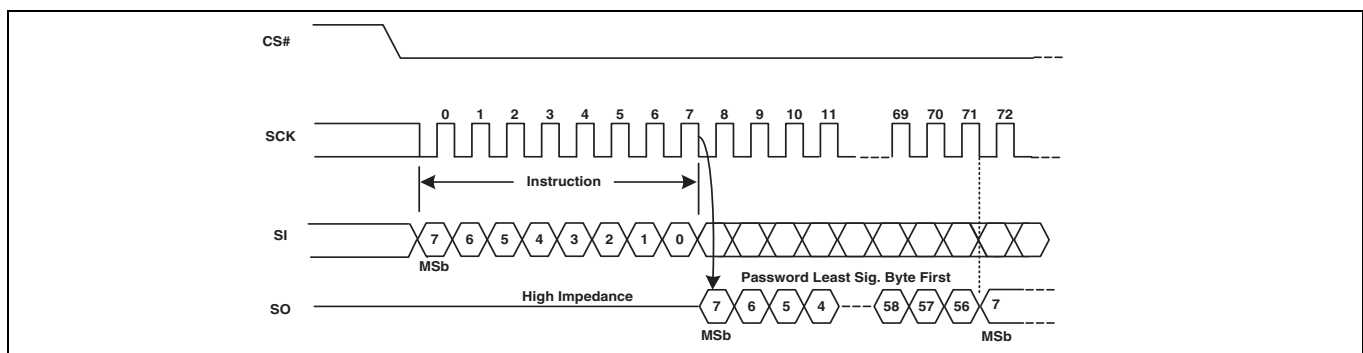 CS#
0 1 2 3 4 5 6 7 8 9 10 11 69 70 71 72
SCK
Instruction
SI
7 6 5 4 3 2 1 0
MSb
Password Least Sig. Byte First
High Impedance
SO
7 6 5 4 58 57 56 7
MSb MSb